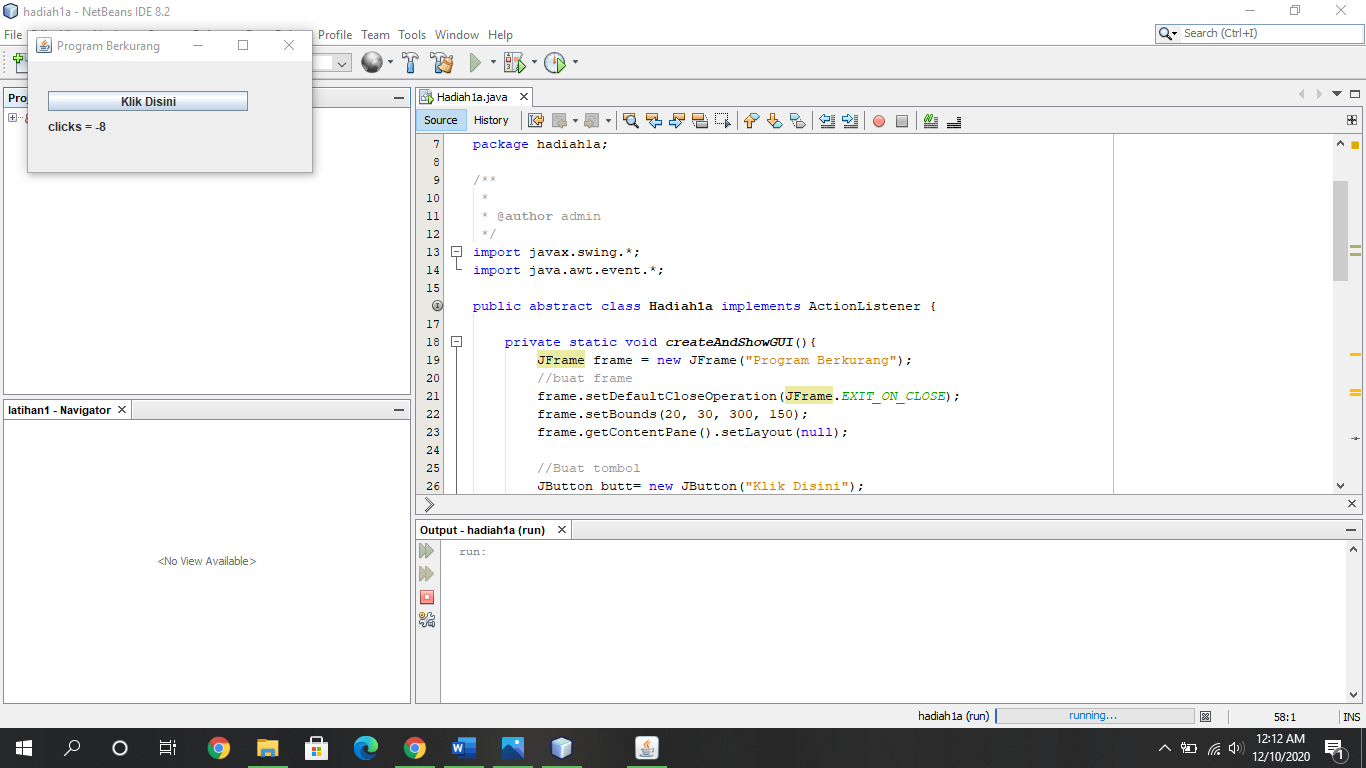 hadiah1a - NetBeans IDE 8.2
File
Profile Team Tools Window Help
Search (Ctrl+I)
Program Berkurang
Klik Disini
clicks = -8
Hadiah1a.java
Source History
7 package hadiah1a;
8
9 /**
10 *
11 * @author admin
12 */
13 import javax.swing.*;
14 import java.awt.event.*;
15
public abstract class Hadiah1a implements ActionListener {
17
18 private static void createAndShowGUI(){
19 JFrame frame = new JFrame("Program Berkurang");
20 //buat frame
21 frame.setDefaultCloseOperation(JFrame.EXIT_ON_CLOSE);
22 frame.setBounds(20, 30, 300, 150);
23 frame.getContentPane().setLayout(null);
24
25 //Buat tombol
26 JButton butt= new JButton("Klik Disini");
latihan1 - Navigator
<No View Available>
Output - hadiah1a (run)
run:
hadiah1a (run) running... 58:1 INS
12:12 AM
12/10/2020
1